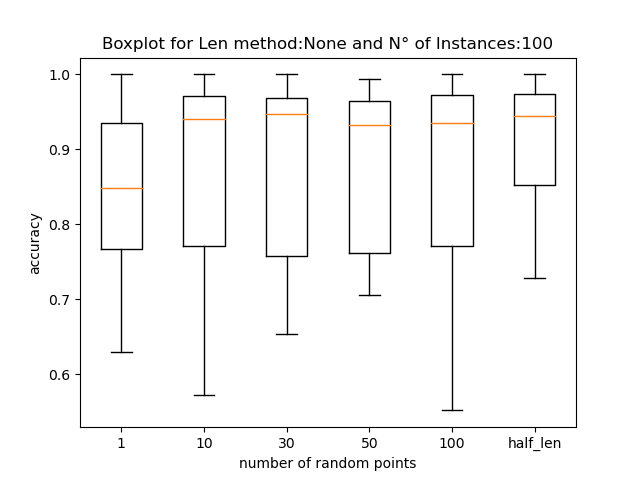 Boxplot for Len method:None and N° of Instances:100
1.0
0.9
0.8
0.7
0.6
accuracy
1 10 30 50 100 half_len
number of random points